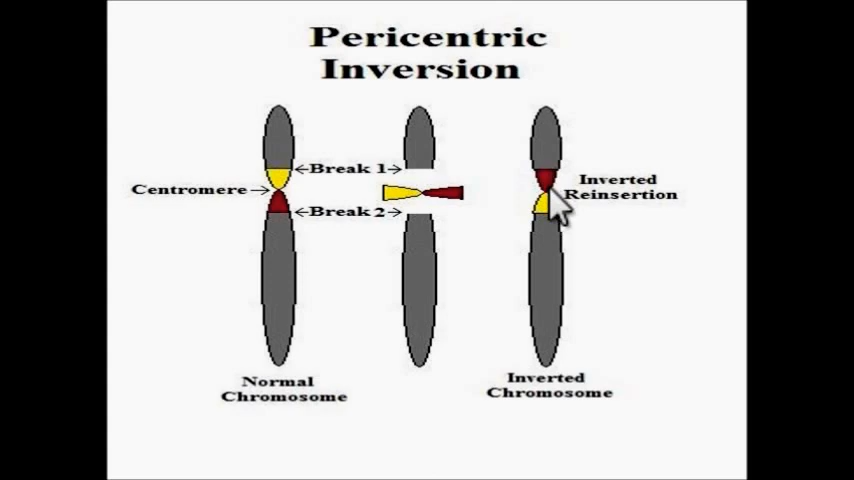 Pericentric
Inversion
Break 1
Centromere
Break 2
Inverted
Reinsertion
Normal
Chromosome
Inverted
Chromosome